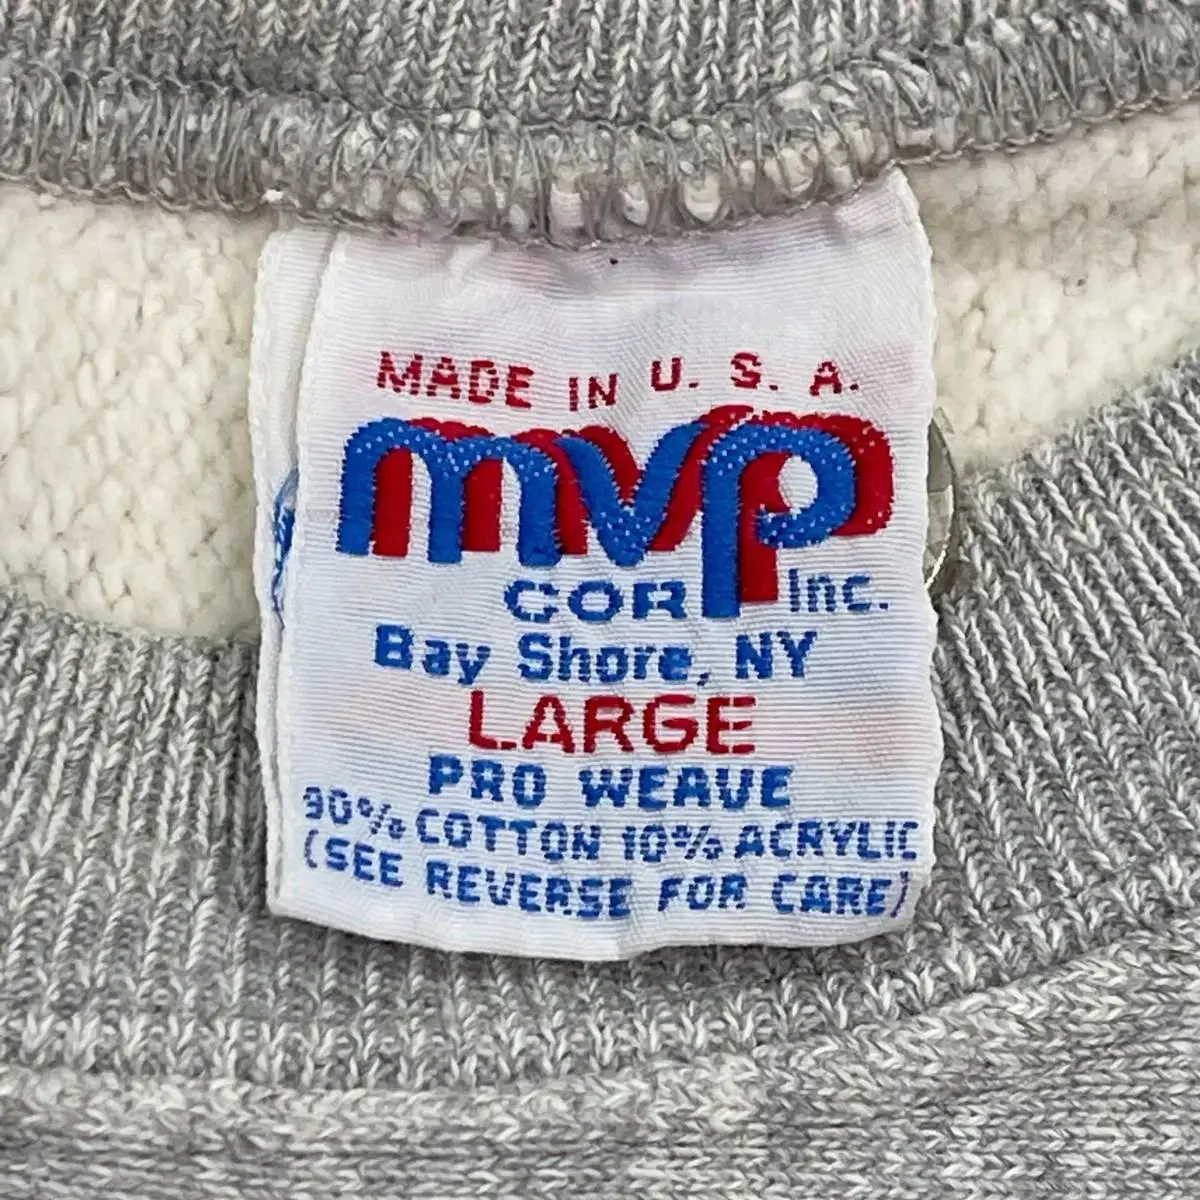 MADE IN U. S. A.
mvp
COR Inc.
Bay Shore, NY
LARGE
PRO WEAVE
90% COTTON 10% ACRYLIC
(SEE REVERSE FOR CARE)